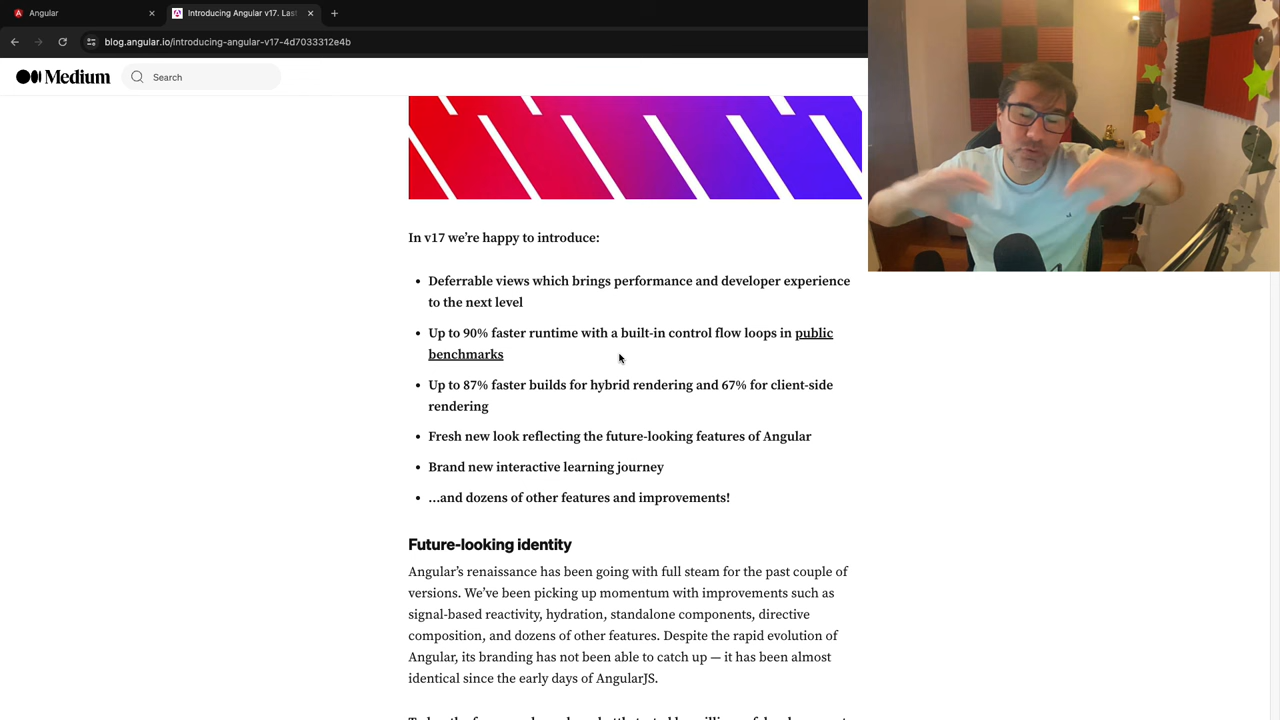 Angular
Introducing Angular v17. Last
blog.angular.io/introducing-angular-v17-4d7033312e4b
Medium
Search
In v17 we’re happy to introduce:
• Deferrable views which brings performance and developer experience
to the next level
• Up to 90% faster runtime with a built-in control flow loops in public
benchmarks
• Up to 87% faster builds for hybrid rendering and 67% for client-side
rendering
• Fresh new look reflecting the future-looking features of Angular
• Brand new interactive learning journey
• …and dozens of other features and improvements!
Future-looking identity
Angular’s renaissance has been going with full steam for the past couple of
versions. We’ve been picking up momentum with improvements such as
signal-based reactivity, hydration, standalone components, directive
composition, and dozens of other features. Despite the rapid evolution of
Angular, its branding has not been able to catch up — it has been almost
identical since the early days of AngularJS.